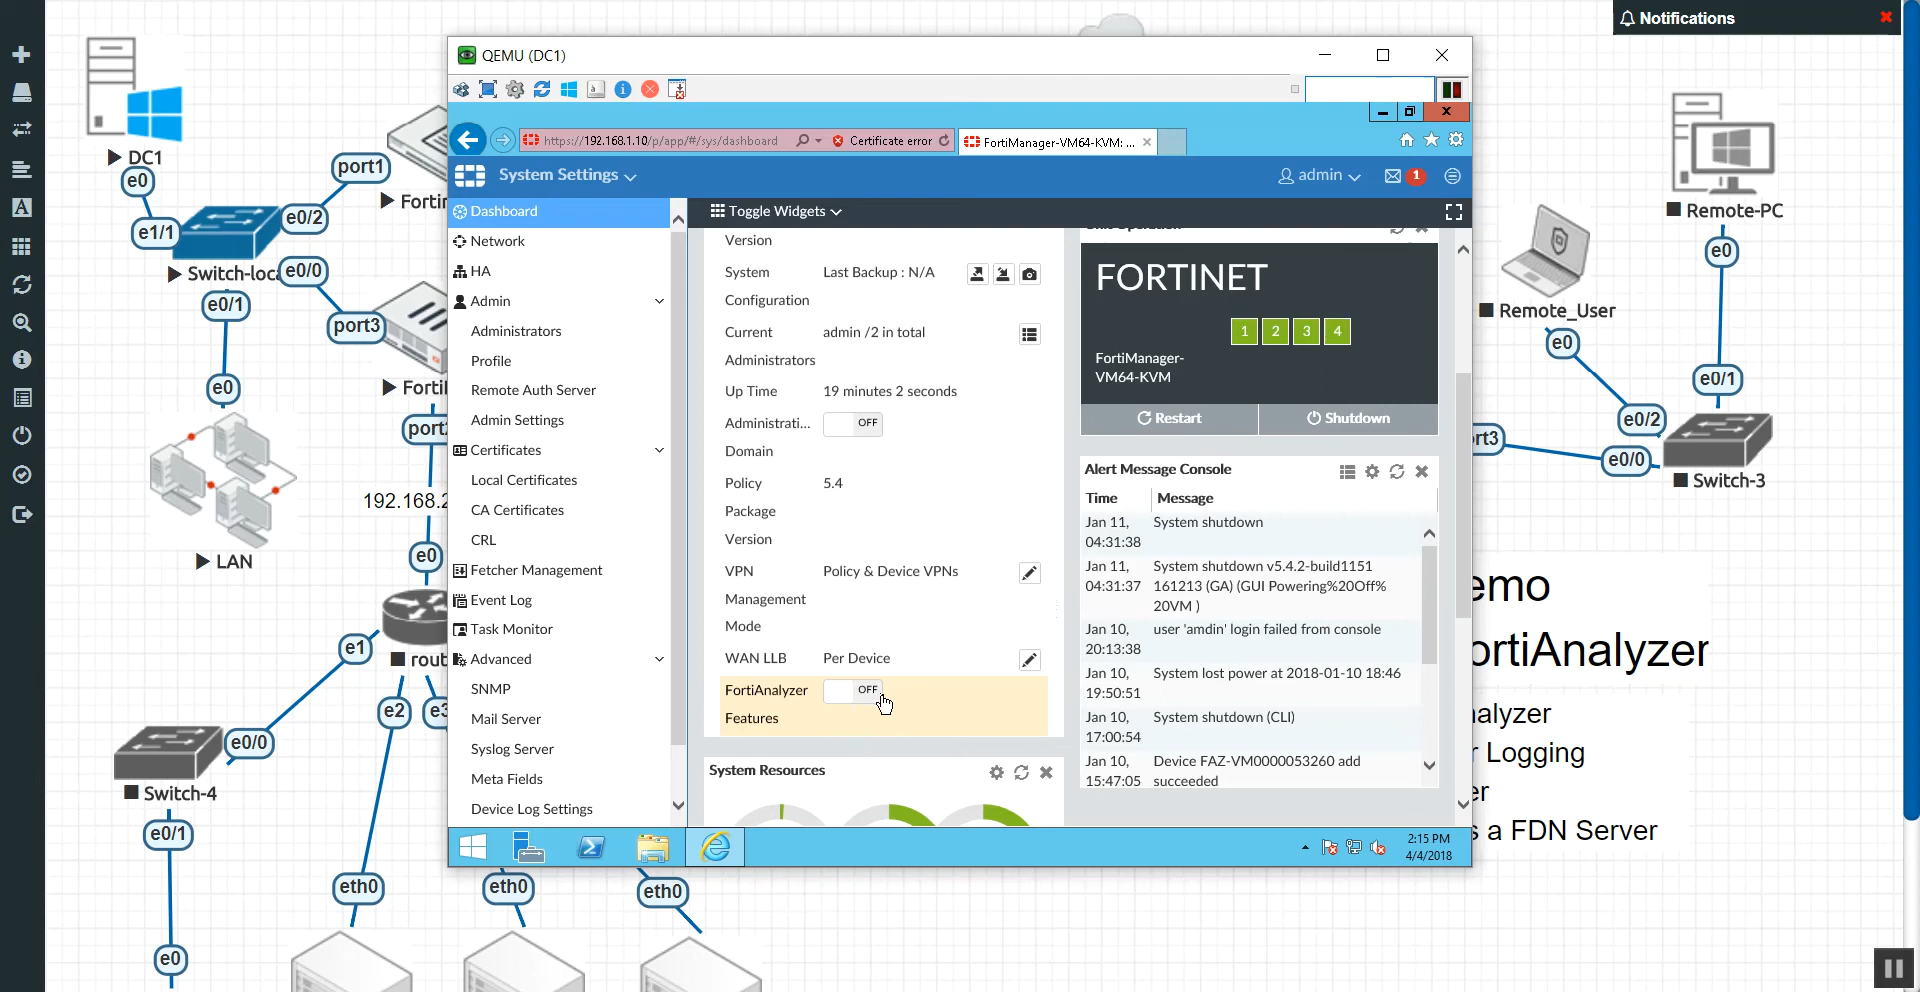 Notifications
QEMU (DC1)
https://192.168.1.10/p/app/#/sys/dashboard
Certificate error
FortiManager-VM64-KVM: ...
System Settings
admin
1
Dashboard
Network
HA
Admin
Administrators
Profile
Remote Auth Server
Admin Settings
Certificates
Local Certificates
CA Certificates
CRL
Fetcher Management
Event Log
Task Monitor
Advanced
SNMP
Mail Server
Syslog Server
Meta Fields
Device Log Settings
Toggle Widgets
Version
System Last Backup : N/A
Configuration
Current admin /2 in total
Administrators
Up Time 19 minutes 2 seconds
Administrati... OFF
Domain
Policy 5.4
Package
Version
VPN Policy & Device VPNs
Management
Mode
WAN LLB Per Device
FortiAnalyzer OFF
Features
System Resources
FORTINET
1 2 3 4
FortiManager-
VM64-KVM
Restart Shutdown
Alert Message Console
Time Message
Jan 11, System shutdown
04:31:38
Jan 11, System shutdown v5.4.2-build1151
04:31:37 161213 (GA) (GUI Powering%20Off%
20VM )
Jan 10, user 'amdin' login failed from console
20:13:38
Jan 10, System lost power at 2018-01-10 18:46
19:50:51
Jan 10, System shutdown (CLI)
17:00:54
Jan 10, Device FAZ-VM0000053260 add
15:47:05 succeeded
2:15 PM
4/4/2018
DC1
e0
e1/1
port1
e0/2
Fortin
Switch-loca
e0/0
e0/1
port3
e0
LAN
port2
192.168.2
e0
e1
rout
e2
e3
e0/0
Switch-4
e0/1
e0
eth0
eth0
eth0
Remote-PC
e0
Remote_User
e0
e0/1
e0/2
rt3
e0/0
Switch-3
emo
ortiAnalyzer
alyzer
r Logging
er
s a FDN Server